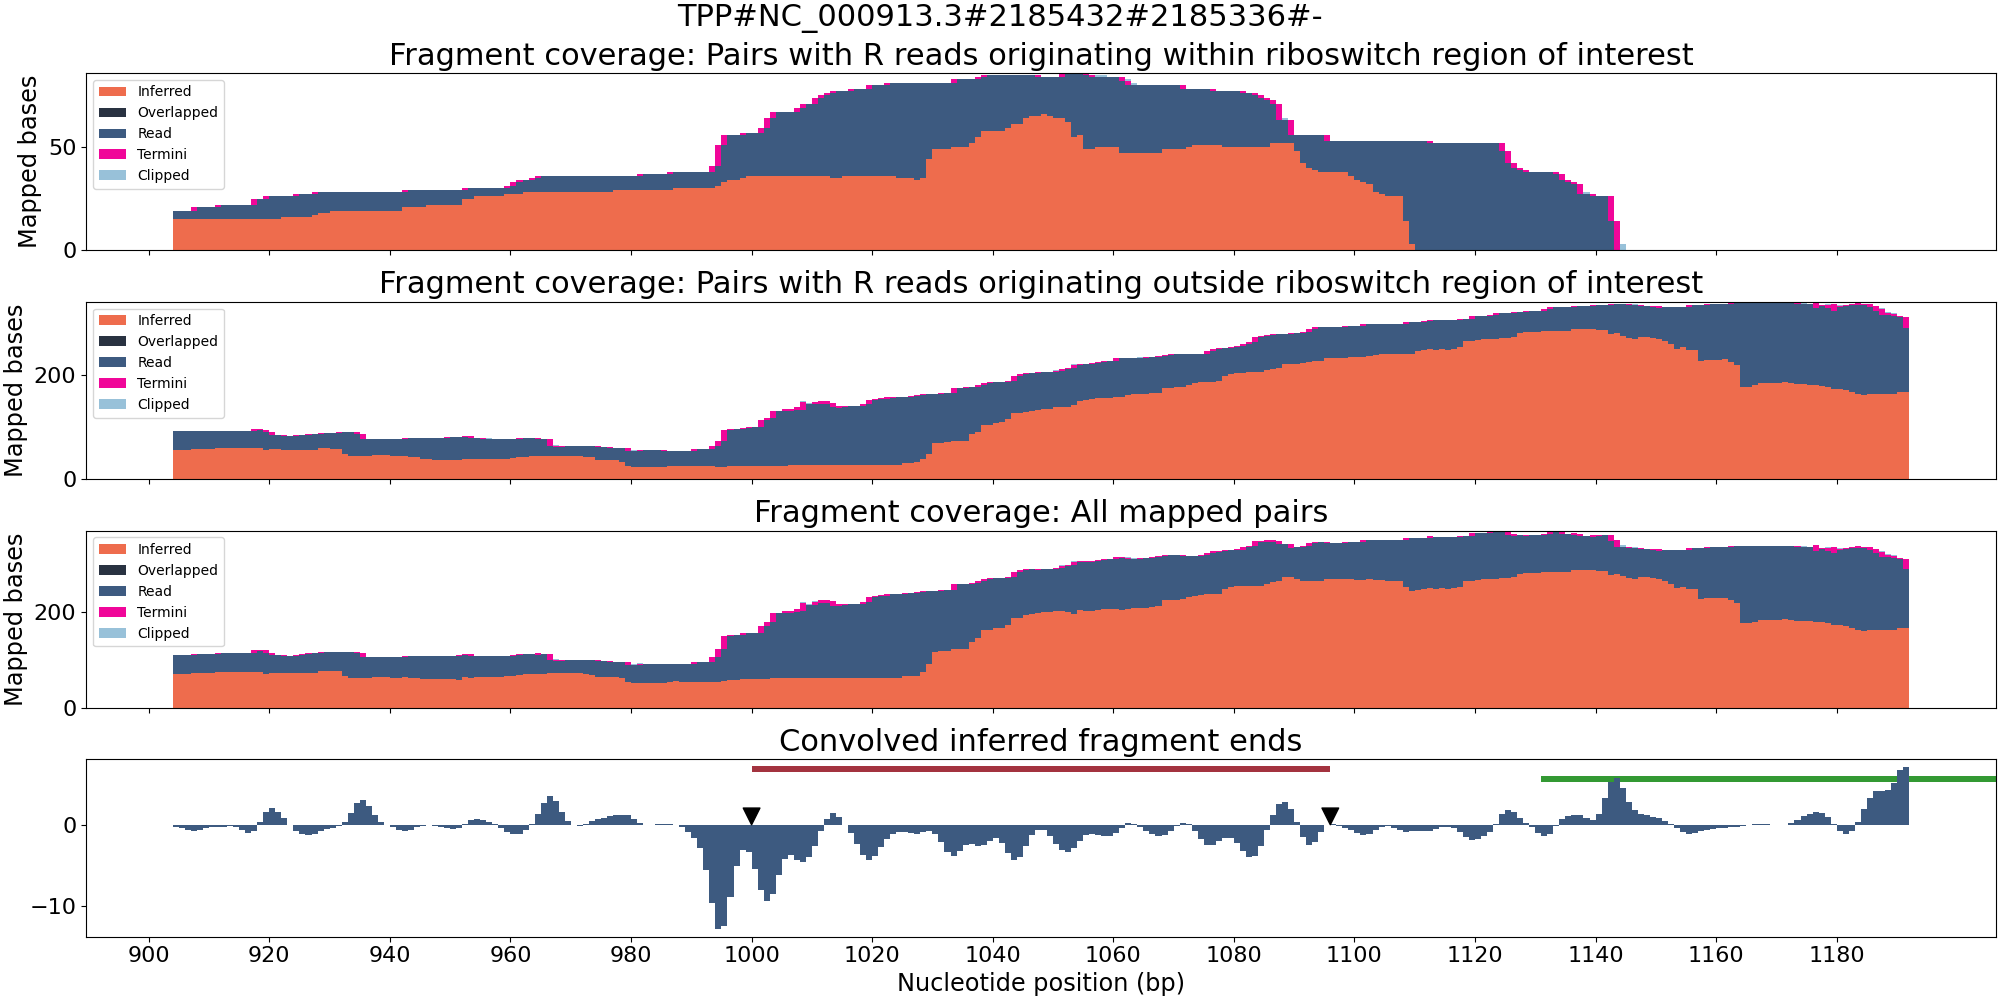 TPP#NC_000913.3#2185432#2185336#-
Fragment coverage: Pairs with R reads originating within riboswitch region of interest
Mapped bases
50
0
Inferred
Overlapped
Read
Termini
Clipped
Fragment coverage: Pairs with R reads originating outside riboswitch region of interest
Mapped bases
200
0
Inferred
Overlapped
Read
Termini
Clipped
Fragment coverage: All mapped pairs
Mapped bases
200
0
Inferred
Overlapped
Read
Termini
Clipped
Convolved inferred fragment ends
0
−10
900 920 940 960 980 1000 1020 1040 1060 1080 1100 1120 1140 1160 1180
Nucleotide position (bp)